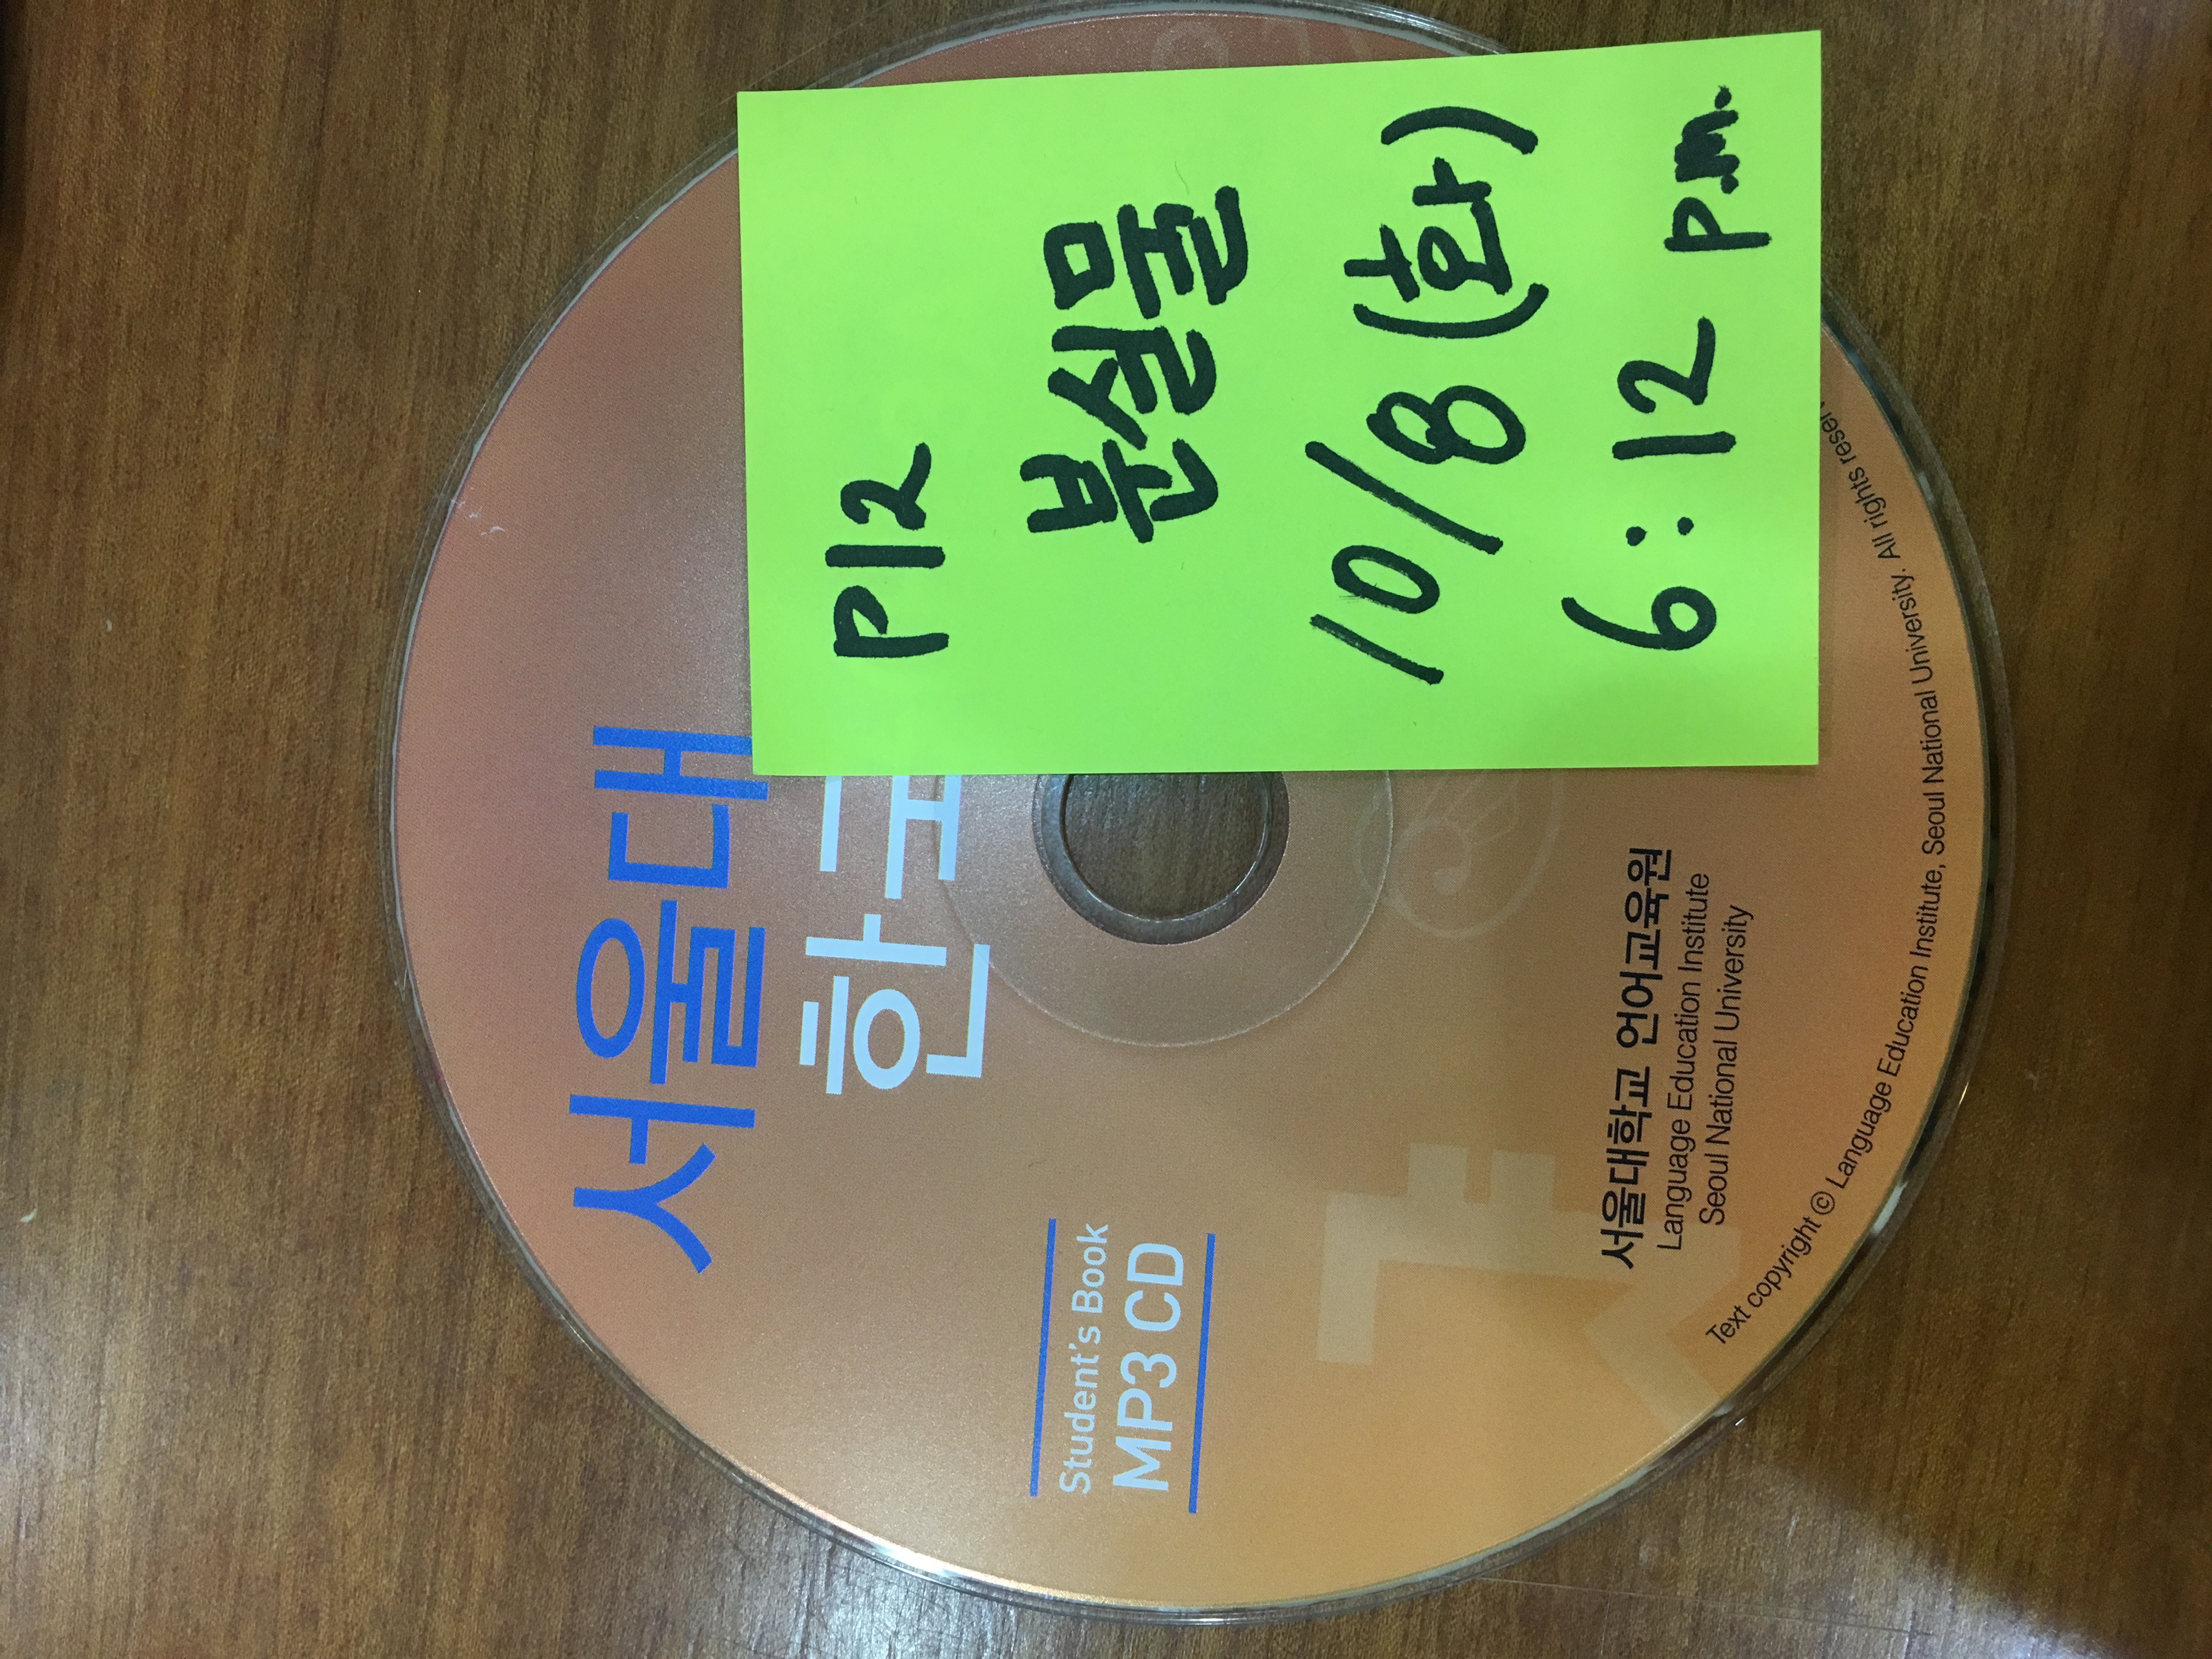 P12
분실물
10/8 (화)
6:12 p.m.
서울대
한
Student's Book
MP3 CD
서울대학교 언어교육원
Language Education Institute
Seoul National University
Text copyright © Language Education Institute, Seoul National University. All rights